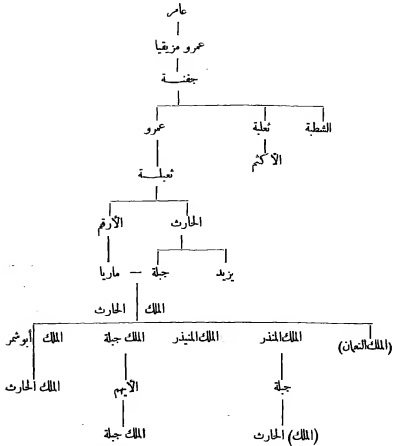 عامر
عمرو مزيقيا
جفنة
الشطبة ثعلبة عمرو
الأكثم
ثعلبة
الحارث الأرقم
يزيد جبلة — ماريا
الملك الحارث
(الملك النعمان) الملك المنذر الملك المنيذر الملك جبلة الملك أبو شمر
جبلة الأيهم الملك الحارث
(الملك) الحارث الملك جبلة